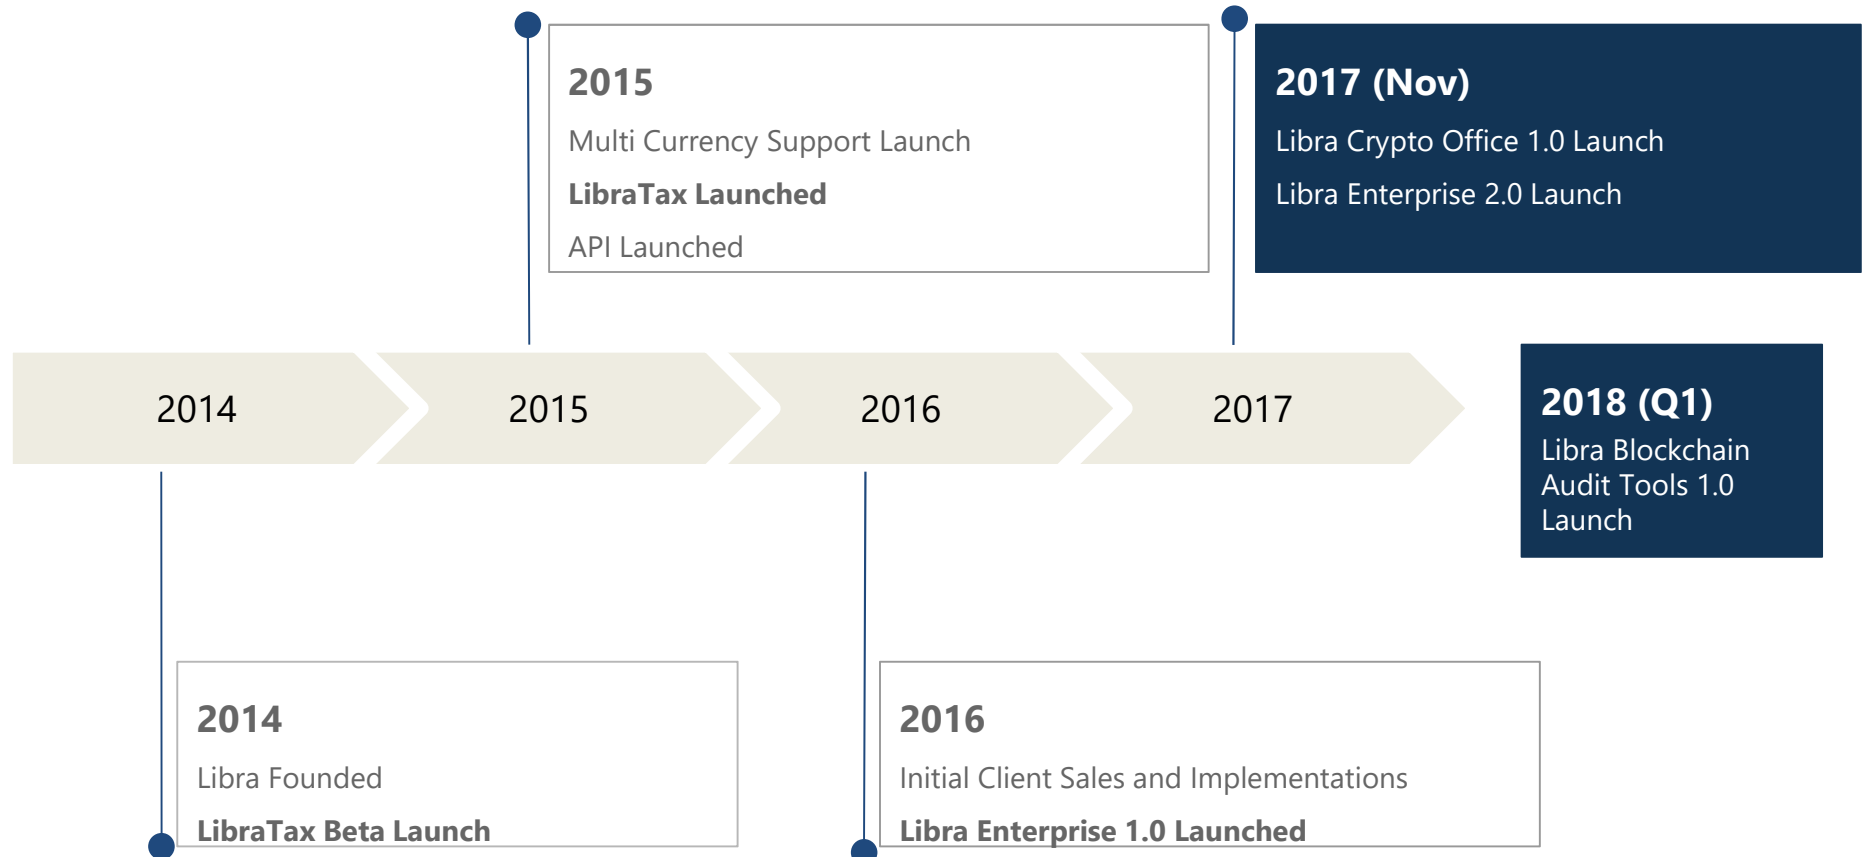 2015
Multi Currency Support Launch
LibraTax Launched
API Launched
2017 (Nov)
Libra Crypto Office 1.0 Launch
Libra Enterprise 2.0 Launch
2014
2015
2016
2017
2018 (Q1)
Libra Blockchain
Audit Tools 1.0
Launch
2014
Libra Founded
LibraTax Beta Launch
2016
Initial Client Sales and Implementations
Libra Enterprise 1.0 Launched